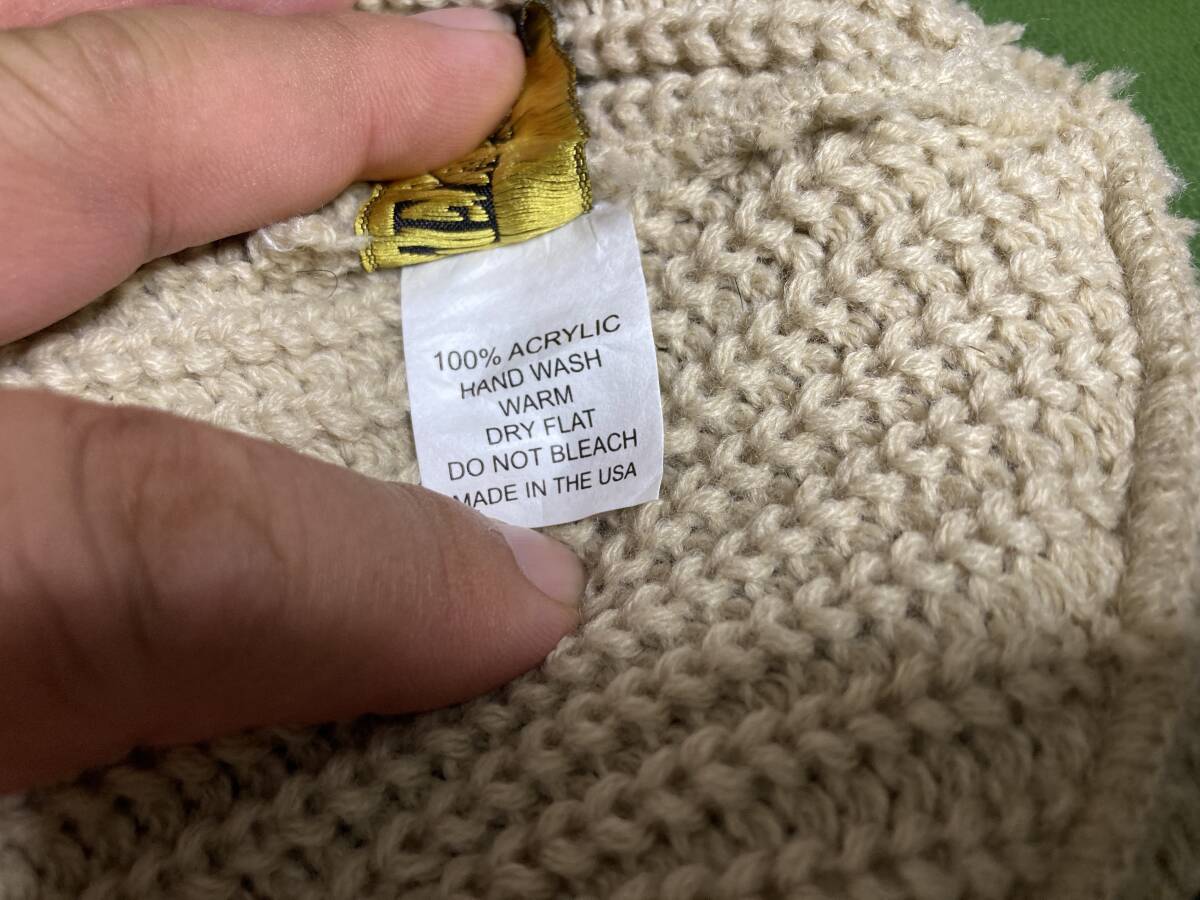 100% ACRYLIC
HAND WASH
WARM
DRY FLAT
DO NOT BLEACH
MADE IN THE USA